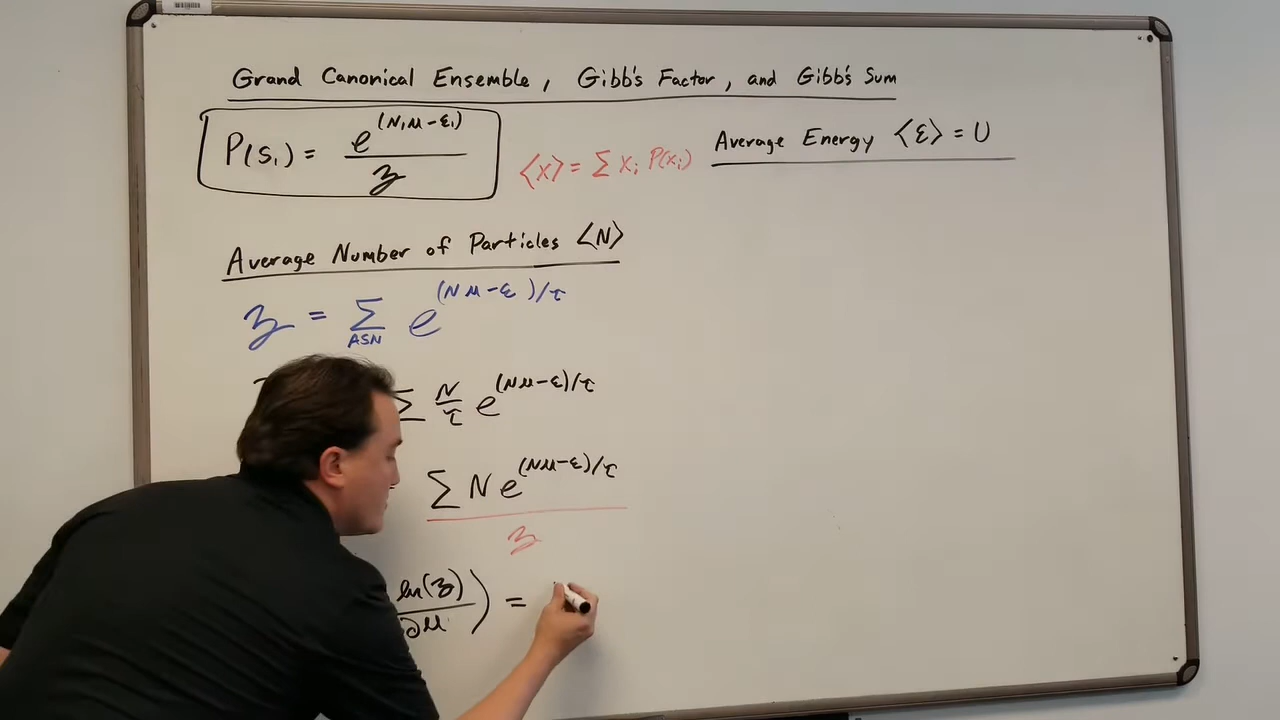 Grand Canonical Ensemble, Gibb's Factor, and Gibb's Sum
P(s₁) = e^(N₁μ-ε₁) / 𝓏
⟨x⟩ = Σ xᵢ P(xᵢ)
Average Energy ⟨ε⟩ = U
Average Number of Particles ⟨N⟩
𝓏 = Σ_ASN e^(Nμ-ε)/τ
Σ N/τ e^(Nμ-ε)/τ
Σ N e^(Nμ-ε)/τ / 𝓏
ln(𝓏) / ∂μ ) =